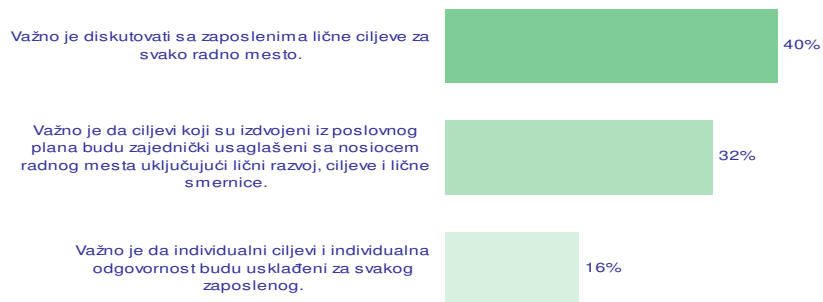 Važno je diskutovati sa zaposlenima lične ciljeve za
svako radno mesto.
40%
Važno je da ciljevi koji su izdvojeni iz poslovnog
plana budu zajednički usaglašeni sa nosiocem
radnog mesta uključujući lični razvoj, ciljeve i lične
smernice.
32%
Važno je da individualni ciljevi i individualna
odgovornost budu usklađeni za svakog
zaposlenog.
16%